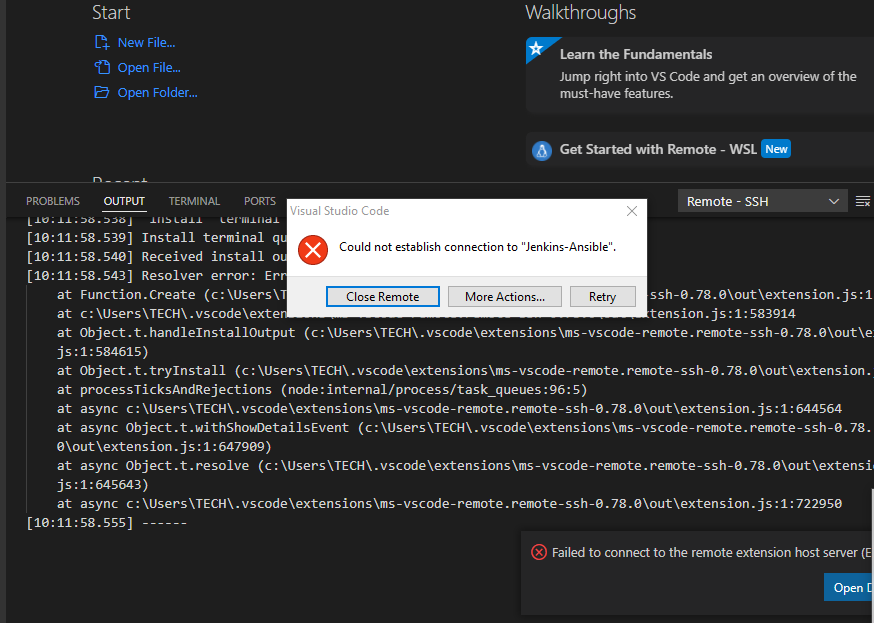 Start
New File...
Open File...
Open Folder...
Walkthroughs
Learn the Fundamentals
Jump right into VS Code and get an overview of the
must-have features.
Get Started with Remote - WSL New
Recent
PROBLEMS OUTPUT TERMINAL PORTS Remote - SSH
[10:11:58.538] Install terminal
[10:11:58.539] Install terminal qu
[10:11:58.540] Received install ou
[10:11:58.543] Resolver error: Err
at Function.Create (c:\Users\T ssh-0.78.0\out\extension.js:1
at c:\Users\TECH\.vscode\exten extension.js:1:583914
at Object.t.handleInstallOutput (c:\Users\TECH\.vscode\extensions\ms-vscode-remote.remote-ssh-0.78.0\out\e
js:1:584615)
at Object.t.tryInstall (c:\Users\TECH\.vscode\extensions\ms-vscode-remote.remote-ssh-0.78.0\out\extension.
at processTicksAndRejections (node:internal/process/task_queues:96:5)
at async c:\Users\TECH\.vscode\extensions\ms-vscode-remote.remote-ssh-0.78.0\out\extension.js:1:644564
at async Object.t.withShowDetailsEvent (c:\Users\TECH\.vscode\extensions\ms-vscode-remote.remote-ssh-0.78.
0\out\extension.js:1:647909)
at async Object.t.resolve (c:\Users\TECH\.vscode\extensions\ms-vscode-remote.remote-ssh-0.78.0\out\extensi
js:1:645643)
at async c:\Users\TECH\.vscode\extensions\ms-vscode-remote.remote-ssh-0.78.0\out\extension.js:1:722950
[10:11:58.555] ------
Visual Studio Code
Could not establish connection to "Jenkins-Ansible".
Close Remote More Actions... Retry
Failed to connect to the remote extension host server (E
Open D